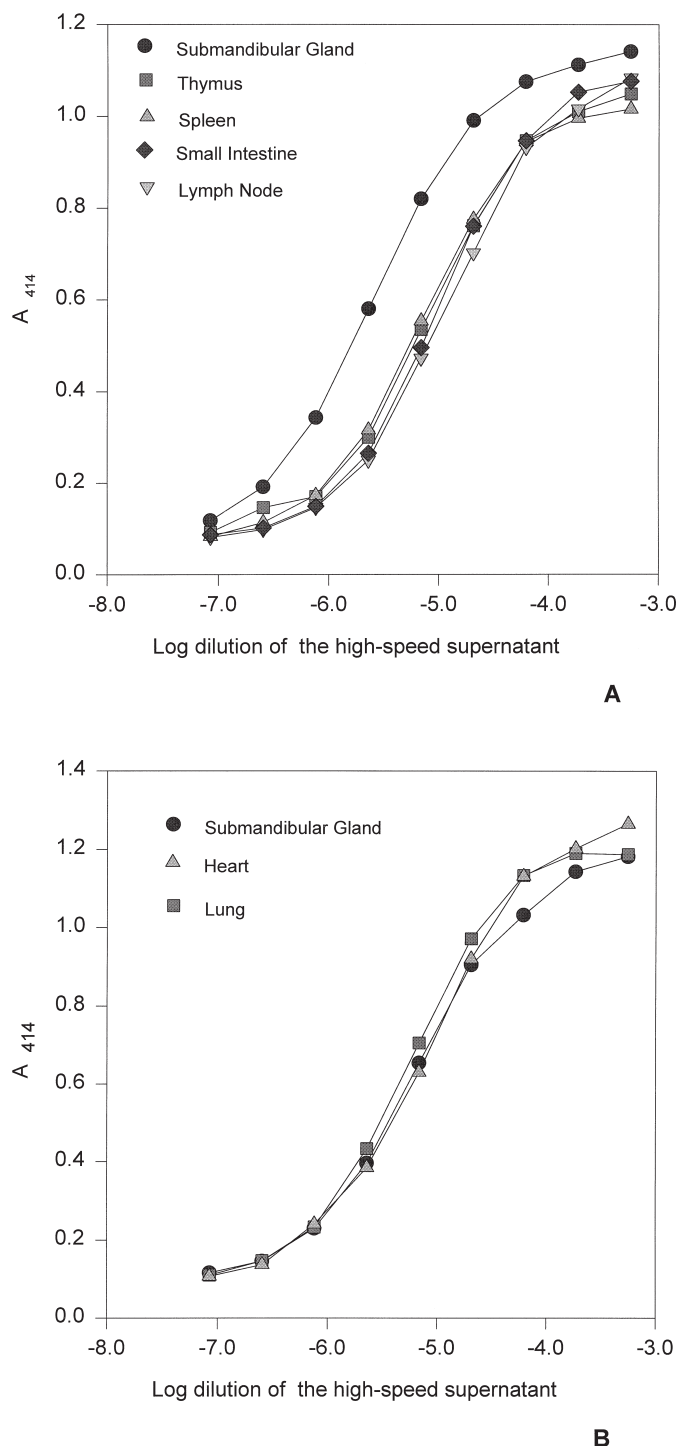 1.2
1.0
0.8
0.6
0.4
0.2
0.0
A 414
Submandibular Gland
Thymus
Spleen
Small Intestine
Lymph Node
-8.0 -7.0 -6.0 -5.0 -4.0 -3.0
Log dilution of the high-speed supernatant
A
1.4
1.2
1.0
0.8
0.6
0.4
0.2
0.0
A 414
Submandibular Gland
Heart
Lung
-8.0 -7.0 -6.0 -5.0 -4.0 -3.0
Log dilution of the high-speed supernatant
B